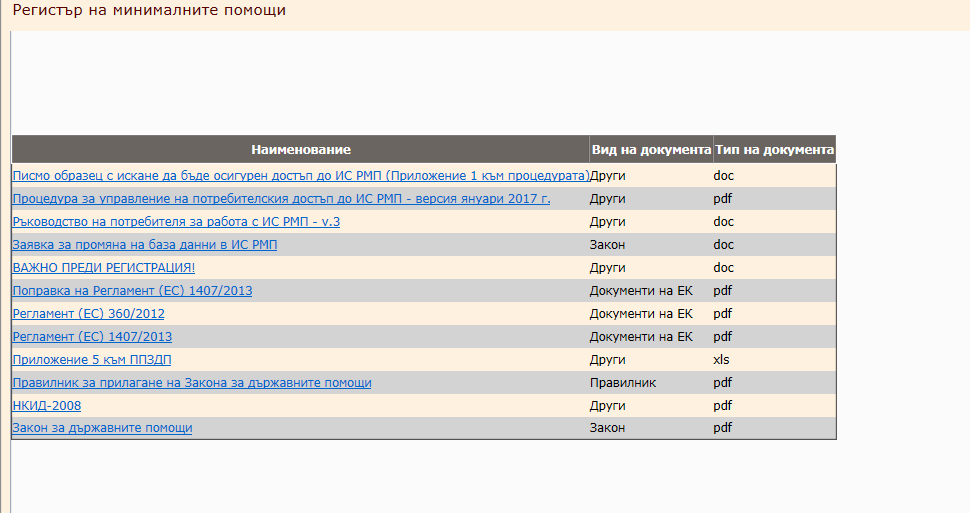 Регистър на минималните помощи
Наименование Вид на документа Тип на документа
Писмо образец с искане да бъде осигурен достъп до ИС РМП (Приложение 1 към процедурата) Други doc
Процедура за управление на потребителския достъп до ИС РМП - версия януари 2017 г. Други pdf
Ръководство на потребителя за работа с ИС РМП - v.3 Други doc
Заявка за промяна на база данни в ИС РМП Закон doc
ВАЖНО ПРЕДИ РЕГИСТРАЦИЯ! Други doc
Поправка на Регламент (ЕС) 1407/2013 Документи на ЕК pdf
Регламент (ЕС) 360/2012 Документи на ЕК pdf
Регламент (ЕС) 1407/2013 Документи на ЕК pdf
Приложение 5 към ППЗДП Други xls
Правилник за прилагане на Закона за държавните помощи Правилник pdf
НКИД-2008 Други pdf
Закон за държавните помощи Закон pdf